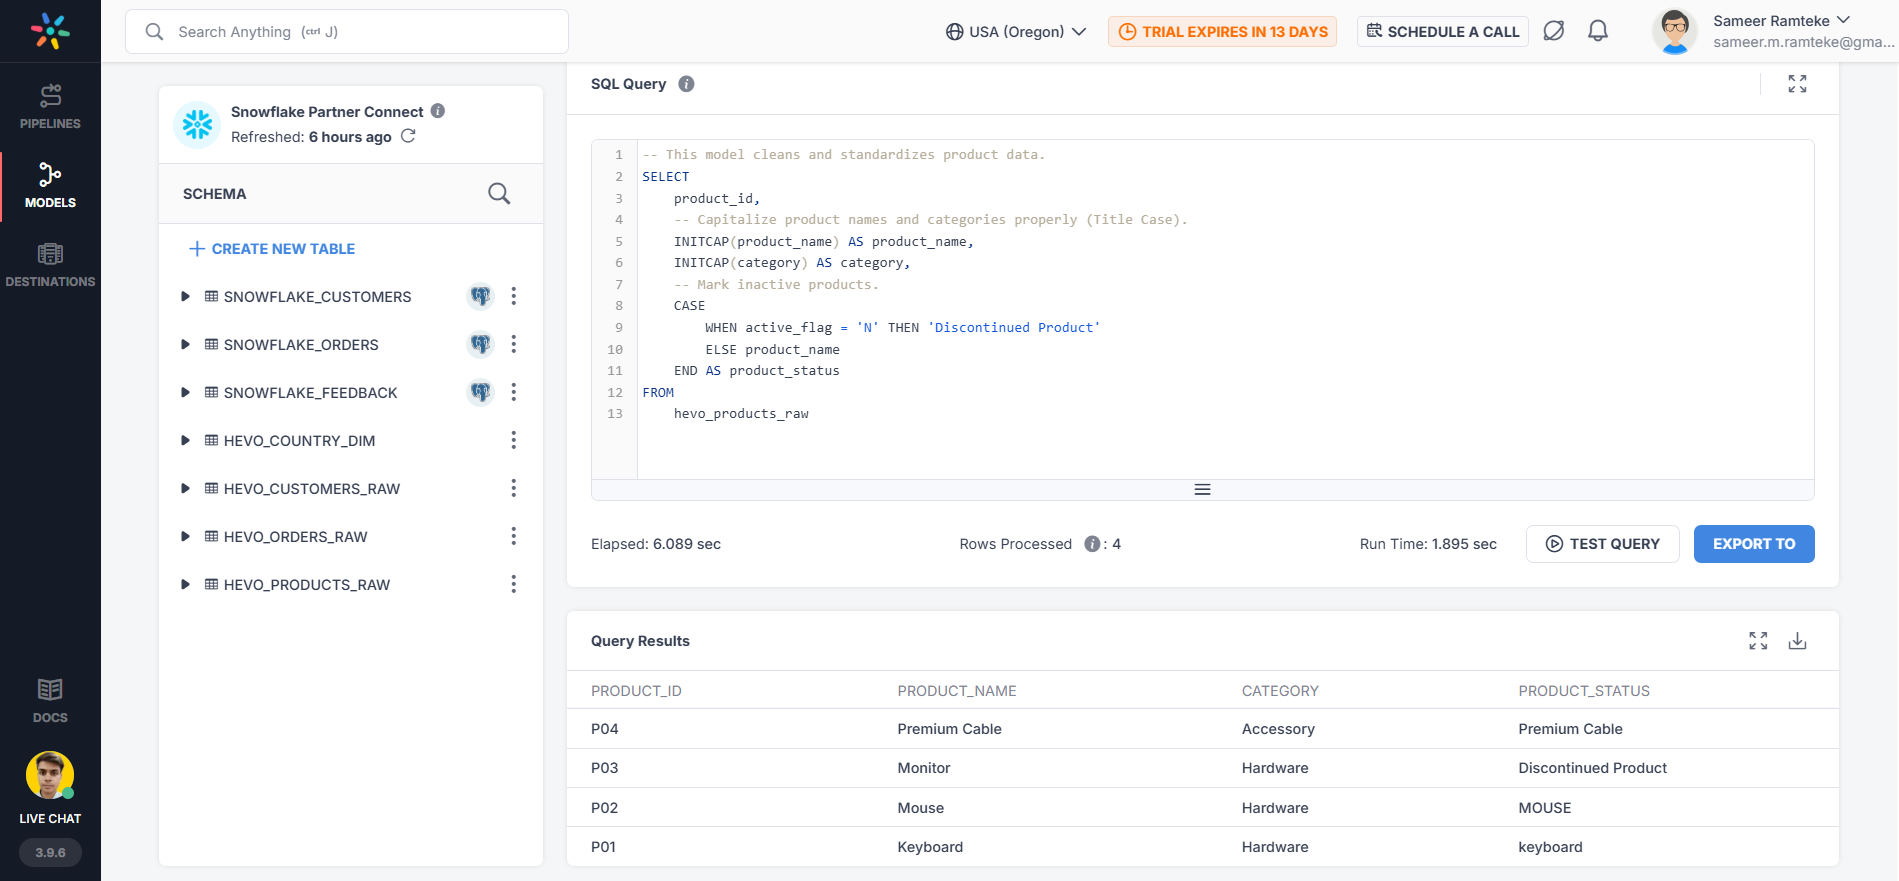 Search Anything (ctrl J)
USA (Oregon)
TRIAL EXPIRES IN 13 DAYS
SCHEDULE A CALL
Sameer Ramteke
sameer.m.ramteke@gma...
PIPELINES
MODELS
DESTINATIONS
DOCS
LIVE CHAT
3.9.6
Snowflake Partner Connect
Refreshed: 6 hours ago
SCHEMA
CREATE NEW TABLE
SNOWFLAKE_CUSTOMERS
SNOWFLAKE_ORDERS
SNOWFLAKE_FEEDBACK
HEVO_COUNTRY_DIM
HEVO_CUSTOMERS_RAW
HEVO_ORDERS_RAW
HEVO_PRODUCTS_RAW
SQL Query
1 -- This model cleans and standardizes product data.
2 SELECT
3 product_id,
4 -- Capitalize product names and categories properly (Title Case).
5 INITCAP(product_name) AS product_name,
6 INITCAP(category) AS category,
7 -- Mark inactive products.
8 CASE
9 WHEN active_flag = 'N' THEN 'Discontinued Product'
10 ELSE product_name
11 END AS product_status
12 FROM
13 hevo_products_raw
Elapsed: 6.089 sec
Rows Processed : 4
Run Time: 1.895 sec
TEST QUERY
EXPORT TO
Query Results
PRODUCT_ID PRODUCT_NAME CATEGORY PRODUCT_STATUS
P04 Premium Cable Accessory Premium Cable
P03 Monitor Hardware Discontinued Product
P02 Mouse Hardware MOUSE
P01 Keyboard Hardware keyboard